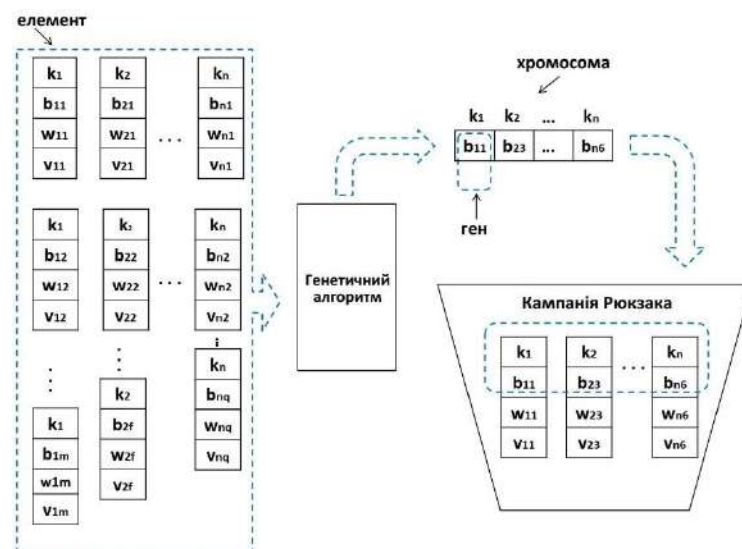 елемент
k1 k2 kn
b11 b21 bn1
w11 w21 ... wn1
v11 v21 vn1
k1 k2 kn
b12 b22 bn2
w12 w22 ... wn2
v12 v22 vn2
k1 k2 kn
b1m b2f bnq
w1m w2f wnq
v1m v2f vnq
Генетичний
алгоритм
хромосома
k1 k2 ... kn
b11 b23 ... bn6
ген
Кампанія Рюкзака
k1 k2 ... kn
b11 b23 bn6
w11 w23 wn6
v11 v23 vn6